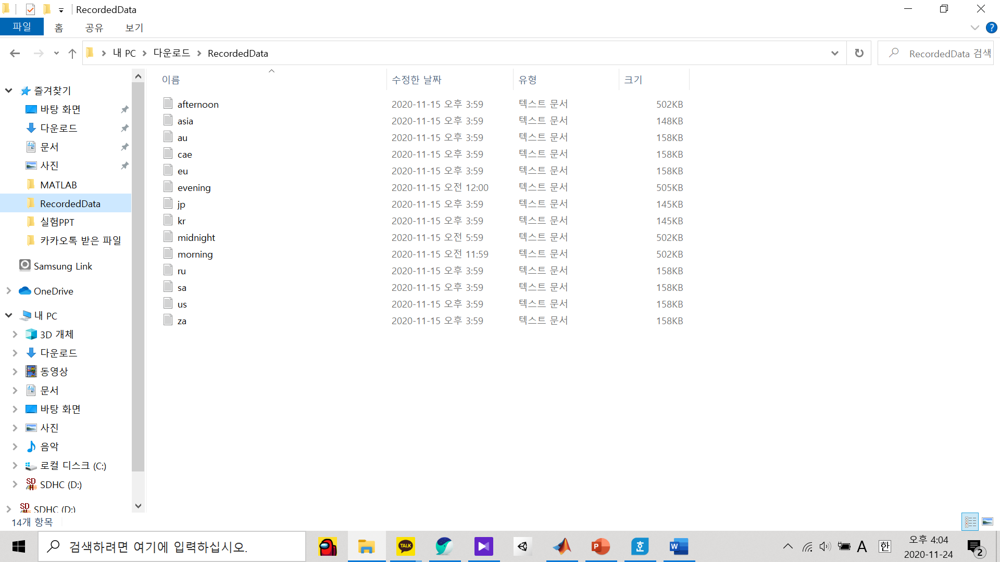 RecordedData
파일 홈 공유 보기
내 PC 다운로드 RecordedData RecordedData 검색
이름 수정한 날짜 유형 크기
즐겨찾기
바탕 화면
다운로드
문서
사진
MATLAB
RecordedData
실험PPT
카카오톡 받은 파일
Samsung Link
OneDrive
내 PC
3D 개체
다운로드
동영상
문서
바탕 화면
사진
음악
로컬 디스크 (C:)
SDHC (D:)
SDHC (D:)
afternoon 2020-11-15 오후 3:59 텍스트 문서 502KB
asia 2020-11-15 오후 3:59 텍스트 문서 148KB
au 2020-11-15 오후 3:59 텍스트 문서 158KB
cae 2020-11-15 오후 3:59 텍스트 문서 158KB
eu 2020-11-15 오후 3:59 텍스트 문서 158KB
evening 2020-11-15 오전 12:00 텍스트 문서 505KB
jp 2020-11-15 오후 3:59 텍스트 문서 145KB
kr 2020-11-15 오후 3:59 텍스트 문서 145KB
midnight 2020-11-15 오전 5:59 텍스트 문서 502KB
morning 2020-11-15 오전 11:59 텍스트 문서 502KB
ru 2020-11-15 오후 3:59 텍스트 문서 158KB
sa 2020-11-15 오후 3:59 텍스트 문서 158KB
us 2020-11-15 오후 3:59 텍스트 문서 158KB
za 2020-11-15 오후 3:59 텍스트 문서 158KB
14개 항목
검색하려면 여기에 입력하십시오.
TALK
P
호
W
A
한
오후 4:04
2020-11-24
2